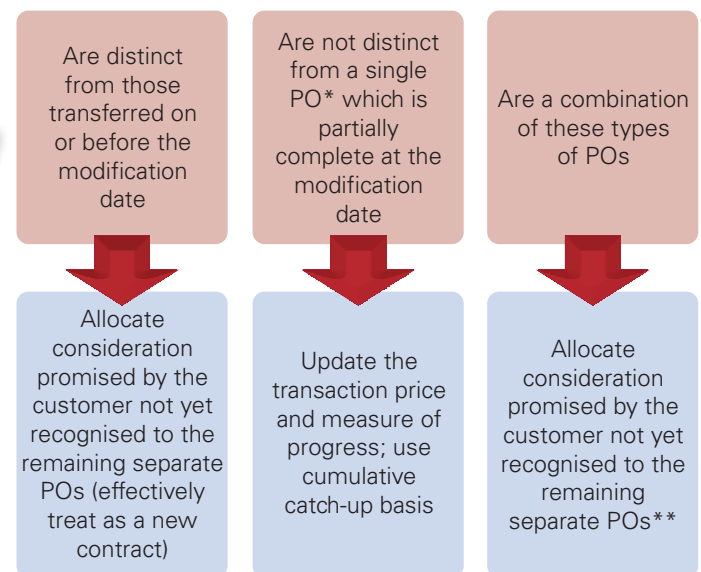 Are distinct
from those
transferred on
or before the
modification
date
Are not distinct
from a single
PO* which is
partially
complete at the
modification
date
Are a combination
of these types
of POs
Allocate
consideration
promised by the
customer not yet
recognised to the
remaining separate
POs (effectively
treat as a new
contract)
Update the
transaction price
and measure of
progress; use
cumulative
catch-up basis
Allocate
consideration
promised by the
customer not yet
recognised to the
remaining
separate POs**